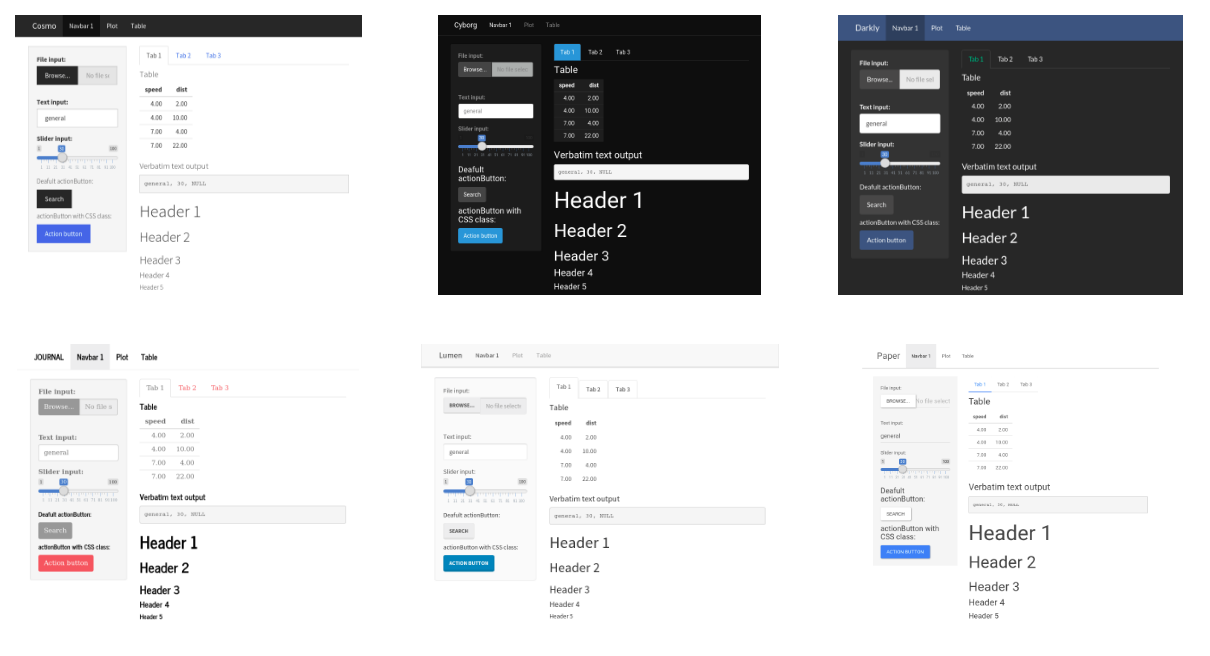 Cosmo Navbar 1 Plot Table
File input:
Browse...
Text input:
general
Slider input:
Deafult actionButton:
Search
actionButton with CSS class:
Action button
Tab 1 Tab 2 Tab 3
Table
speed dist
4.00 2.00
4.00 10.00
7.00 4.00
7.00 22.00
Verbatim text output
general, 30, NULL
Header 1
Header 2
Header 3
Header 4
Header 5
Cyborg Navbar 1 Plot Table
File input:
Browse... No file selec
Text input:
general
Slider input:
Deafult
actionButton:
Search
actionButton with
CSS class:
Action button
Tab 1 Tab 2 Tab 3
Table
speed dist
4.00 2.00
4.00 10.00
7.00 4.00
7.00 22.00
Verbatim text output
general, 30, NULL
Header 1
Header 2
Header 3
Header 4
Header 5
Darkly Navbar 1 Plot Table
File input:
Browse... No file sel
Text input:
general
Slider input:
Deafult actionButton:
Search
actionButton with CSS class:
Action button
Tab 1 Tab 2 Tab 3
Table
speed dist
4.00 2.00
4.00 10.00
7.00 4.00
7.00 22.00
Verbatim text output
general, 30, NULL
Header 1
Header 2
Header 3
Header 4
Header 5
JOURNAL Navbar 1 Plot Table
File input:
Browse... No file s
Text input:
general
Slider input:
Deafult actionButton:
Search
actionButton with CSS class:
Action button
Tab 1 Tab 2 Tab 3
Table
speed dist
4.00 2.00
4.00 10.00
7.00 4.00
7.00 22.00
Verbatim text output
general, 30, NULL
Header 1
Header 2
Header 3
Header 4
Header 5
Lumen Navbar 1 Plot Table
File input:
BROWSE... No file selecte
Text input:
general
Slider input:
Deafult actionButton:
SEARCH
actionButton with CSS class:
ACTION BUTTON
Tab 1 Tab 2 Tab 3
Table
speed dist
4.00 2.00
4.00 10.00
7.00 4.00
7.00 22.00
Verbatim text output
general, 30, NULL
Header 1
Header 2
Header 3
Header 4
Header 5
Paper Navbar 1 Plot Table
File input:
BROWSE... No file select
Text input:
general
Slider input:
Deafult
actionButton:
SEARCH
actionButton with
CSS class:
ACTION BUTTON
Tab 1 Tab 2 Tab 3
Table
speed dist
4.00 2.00
4.00 10.00
7.00 4.00
7.00 22.00
Verbatim text output
general, 30, NULL
Header 1
Header 2
Header 3
Header 4
Header 5